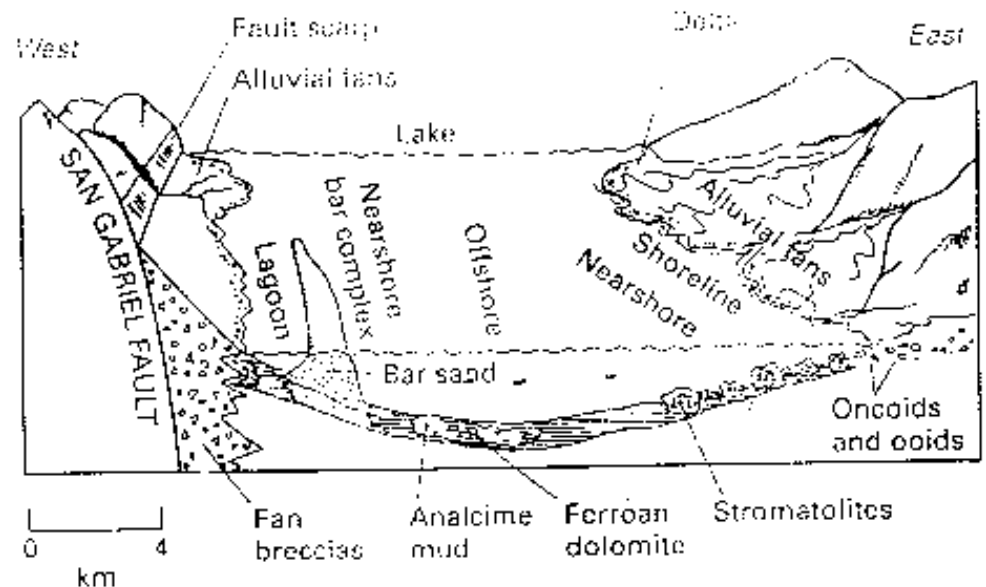 West
Fault scarp
Alluvial fans
Lake
Delta
East
SAN GABRIEL FAULT
Lagoon
Nearshore
bar complex
Offshore
Nearshore
Shoreline
Alluvial fans
Bar sand
Oncoids
and ooids
Fan
breccias
Analcime
mud
Ferroan
dolomite
Stromatolites
0 4
km